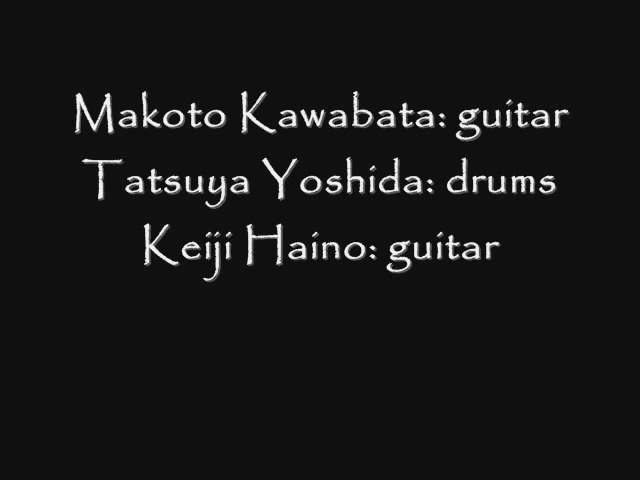 Makoto Kawabata: guitar
Tatsuya Yoshida: drums
Keiji Haino: guitar